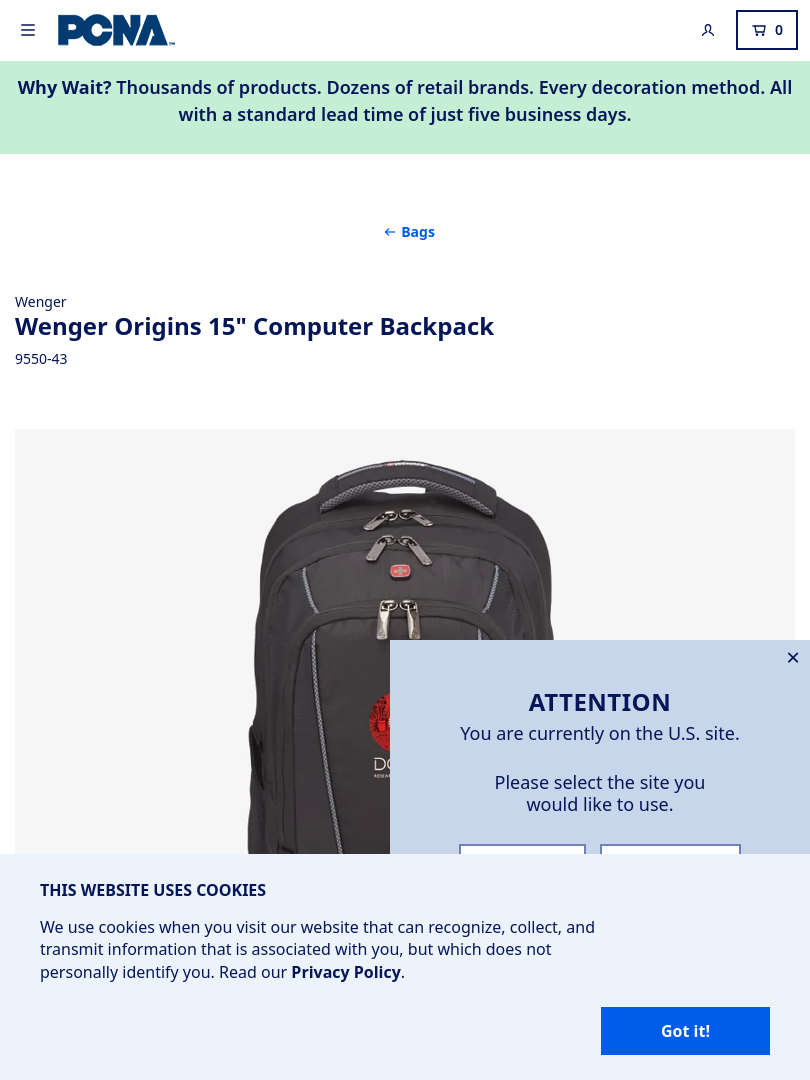 PCNA
0
Why Wait? Thousands of products. Dozens of retail brands. Every decoration method. All
with a standard lead time of just five business days.
← Bags
Wenger
Wenger Origins 15" Computer Backpack
9550-43
ATTENTION
You are currently on the U.S. site.
Please select the site you
would like to use.
THIS WEBSITE USES COOKIES
We use cookies when you visit our website that can recognize, collect, and
transmit information that is associated with you, but which does not
personally identify you. Read our Privacy Policy.
Got it!